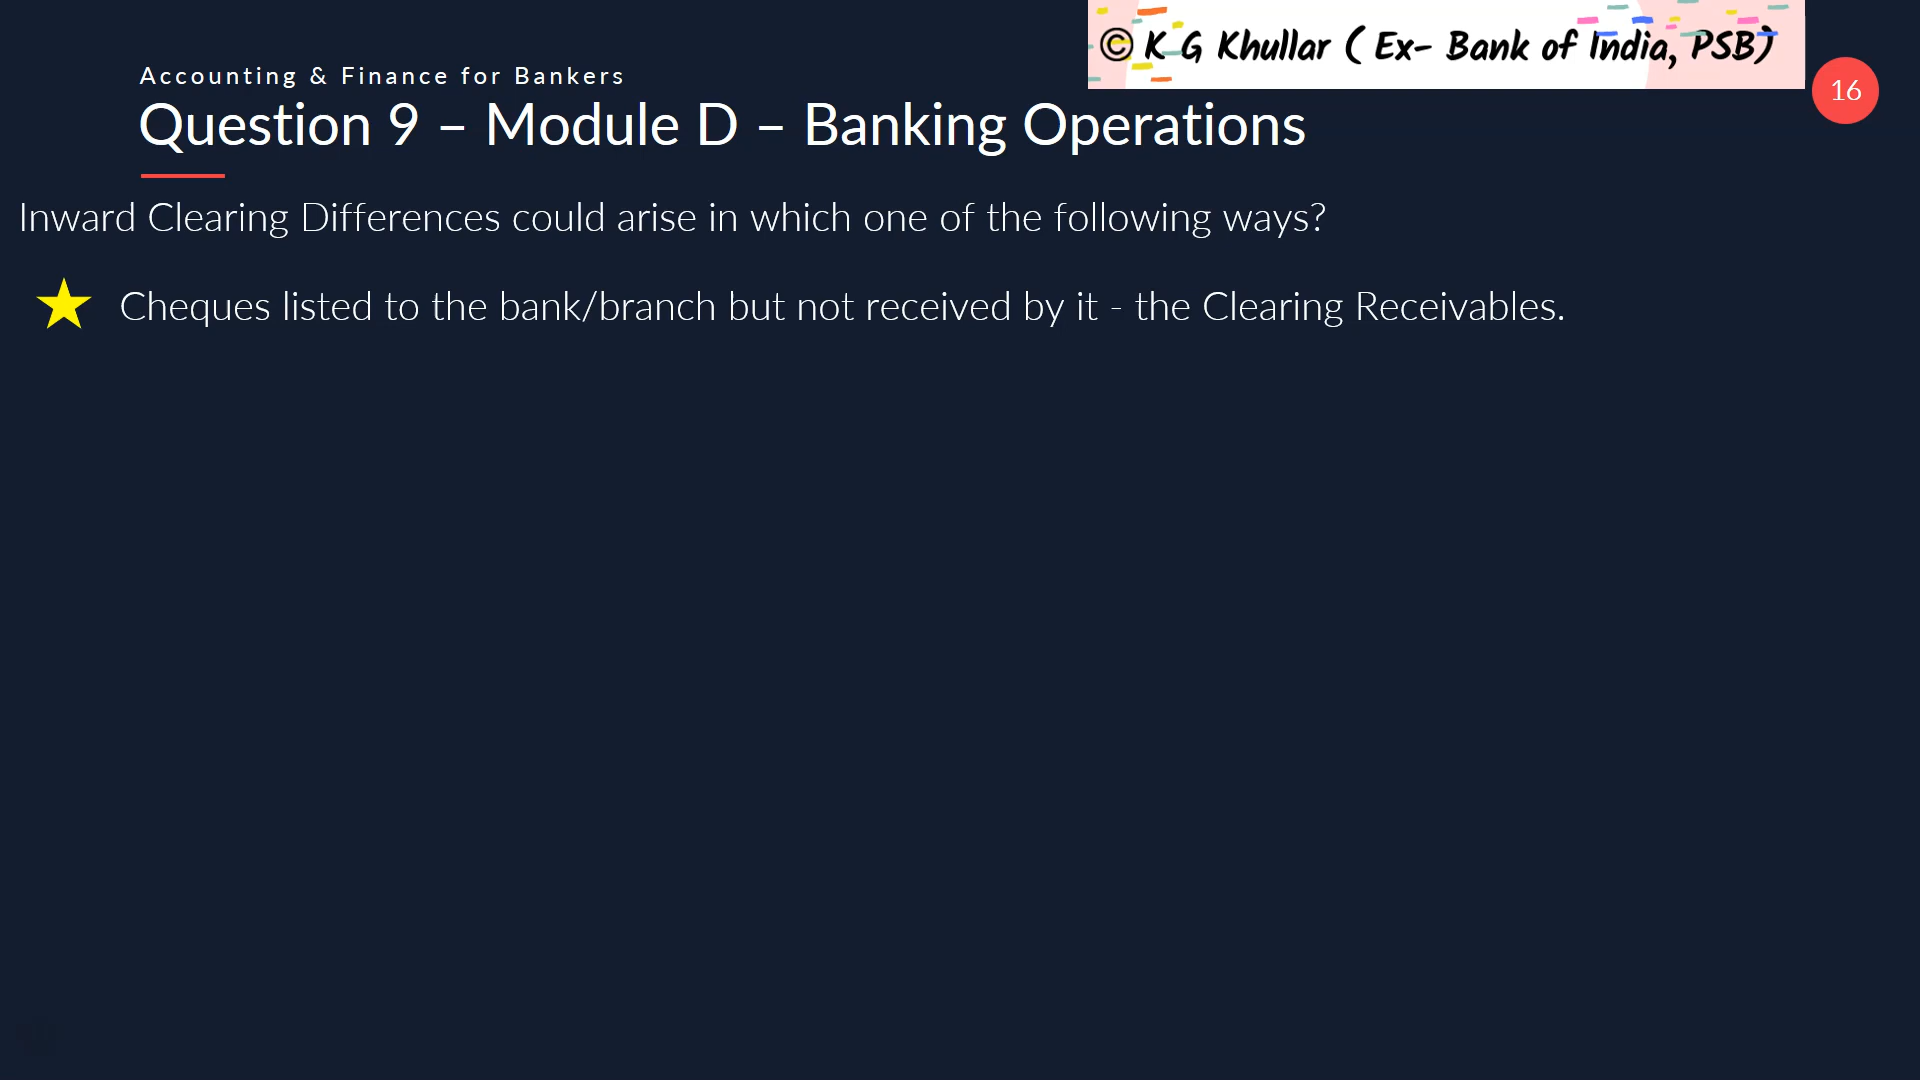 © K G Khullar ( Ex- Bank of India, PSB)
16
Accounting & Finance for Bankers
Question 9 – Module D – Banking Operations
Inward Clearing Differences could arise in which one of the following ways?
Cheques listed to the bank/branch but not received by it - the Clearing Receivables.